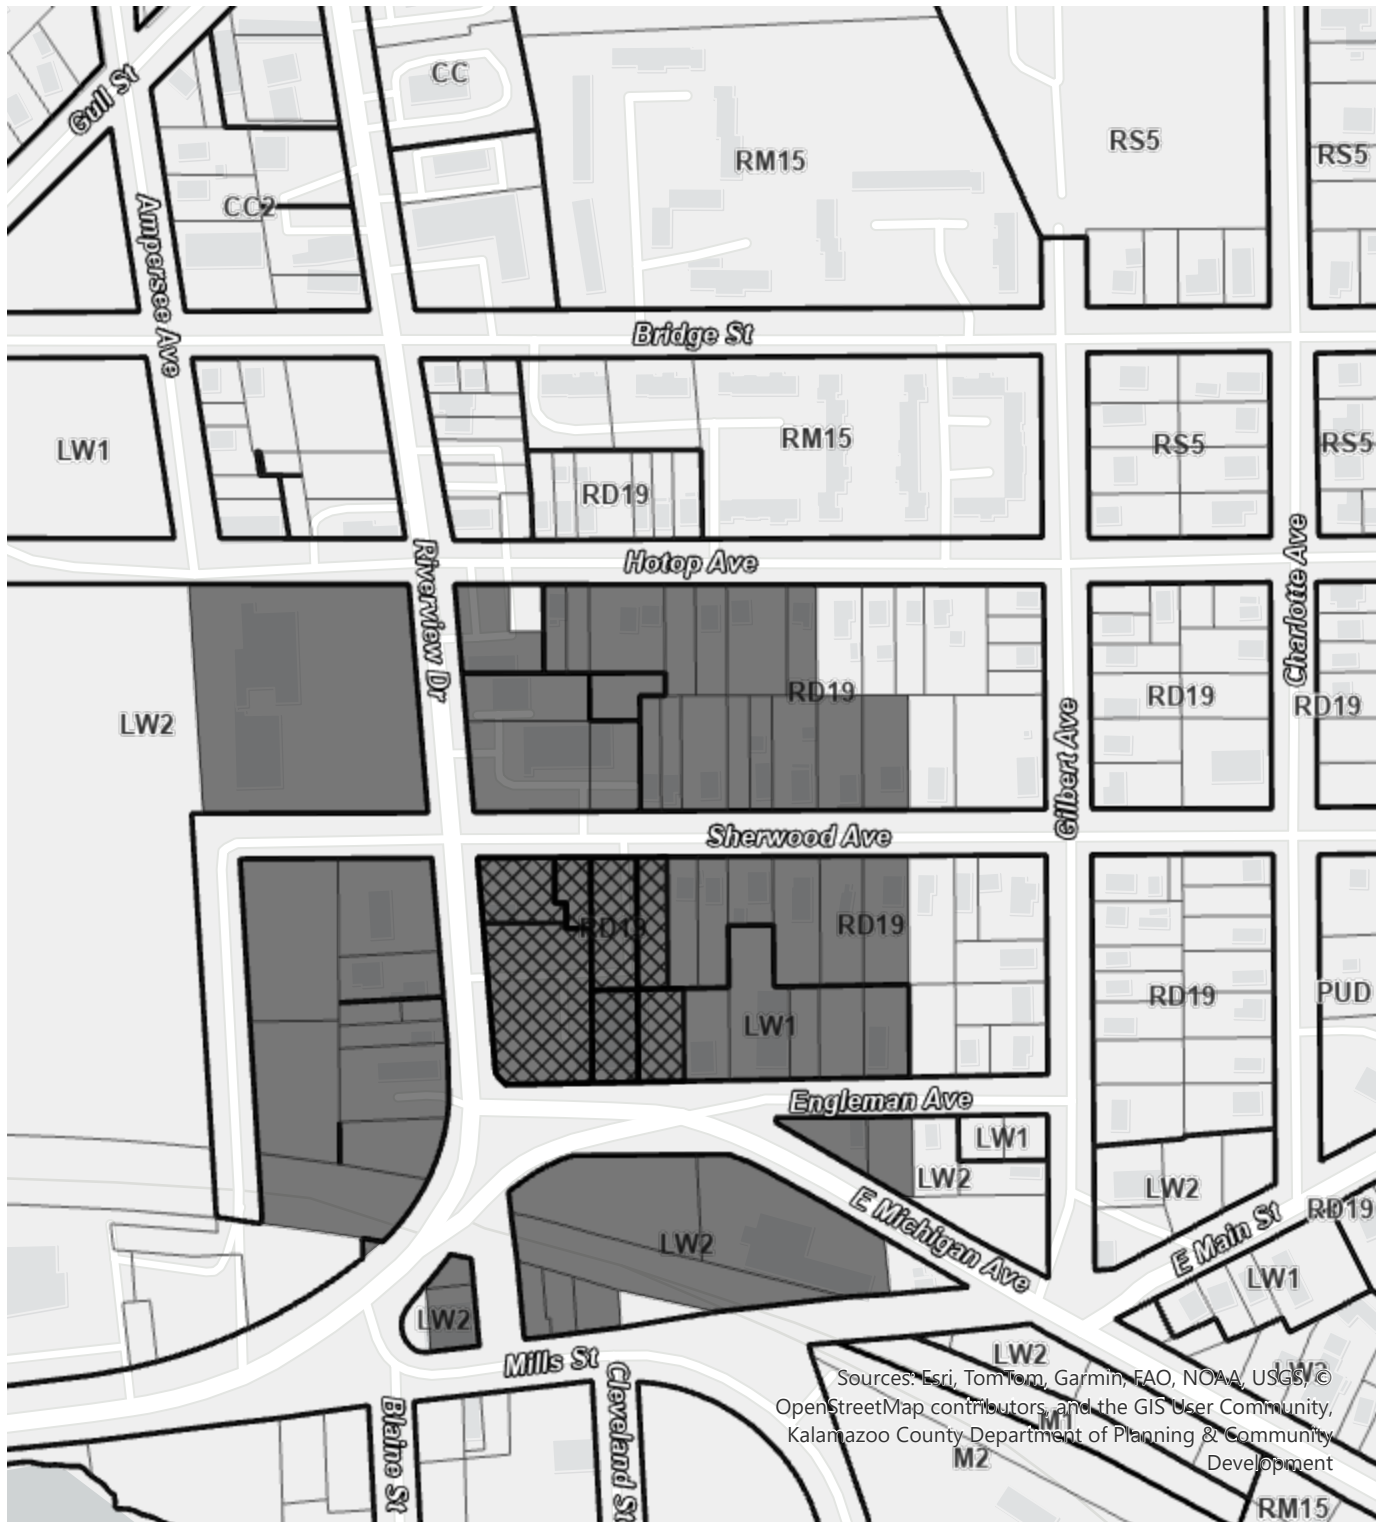 Gull St
CC
RM15
RS5
RS5
CC2
Ampersee Ave
Bridge St
LW1
RM15
RS5
RS5
RD19
Hotop Ave
Riverview Dr
Charlotte Ave
LW2
RD19
RD19
RD19
Gilbert Ave
Sherwood Ave
RD19
RD19
LW1
RD19
PUD
Engleman Ave
LW1
LW2
LW2
E Michigan Ave
E Main St
RD19
LW2
LW1
LW2
Mills St
Cleveland St
Blaine St
LW2
LW2
M1
M2
RM15
Sources: Esri, TomTom, Garmin, FAO, NOAA, USGS, ©
OpenStreetMap contributors, and the GIS User Community,
Kalamazoo County Department of Planning & Community
Development